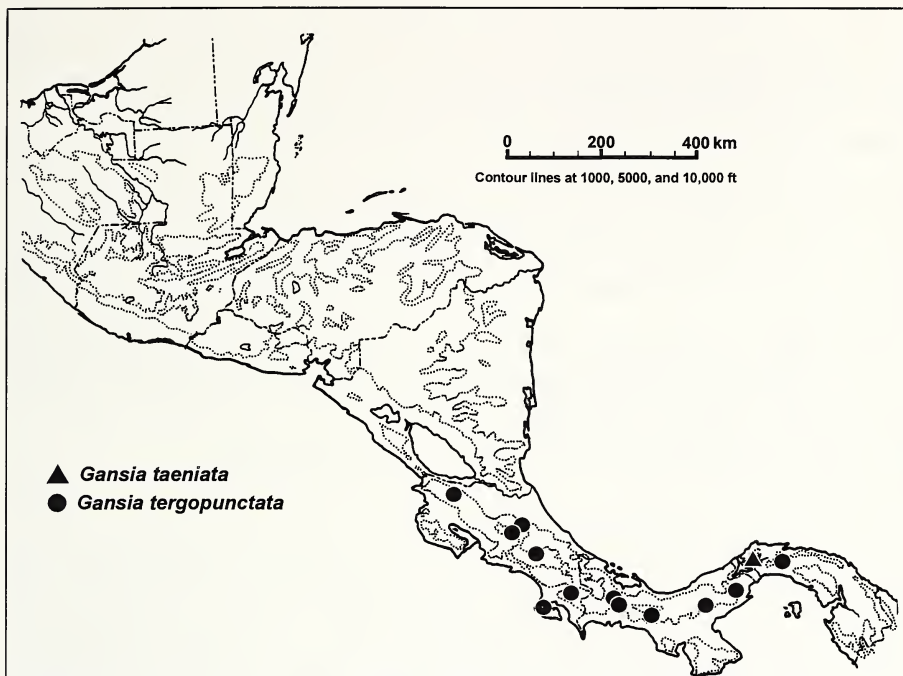 0 200 400 km
Contour lines at 1000, 5000, and 10,000 ft
Gansia taeniata
Gansia tergopunctata